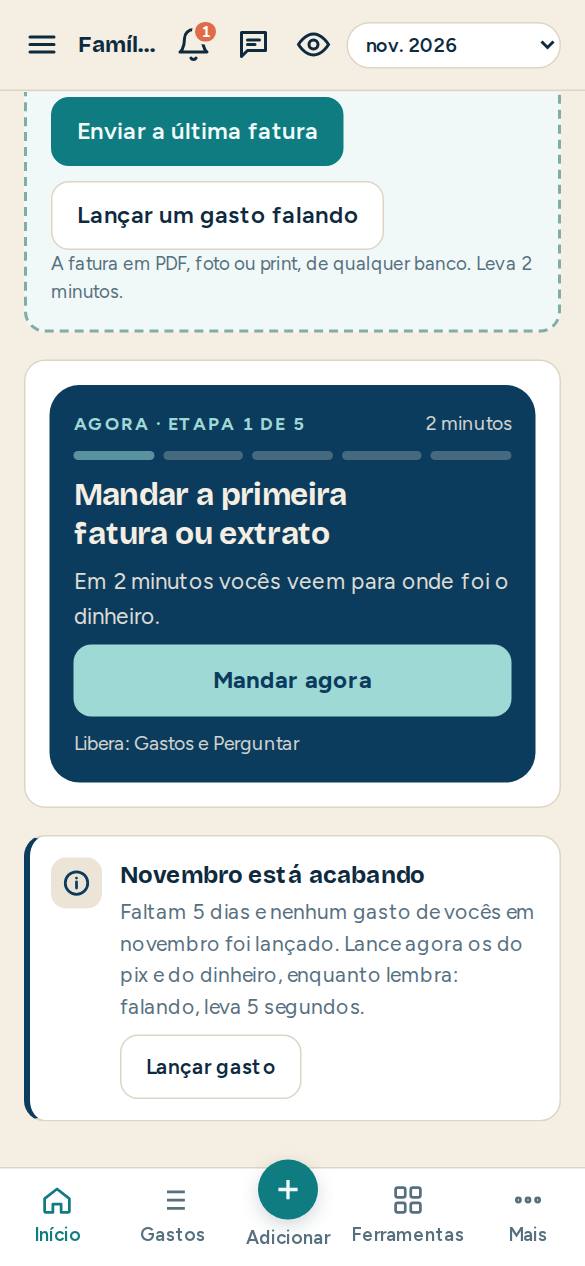 Famíl...
1
nov. 2026
Enviar a última fatura
Lançar um gasto falando
A fatura em PDF, foto ou print, de qualquer banco. Leva 2
minutos.
AGORA · ETAPA 1 DE 5
2 minutos
Mandar a primeira
fatura ou extrato
Em 2 minutos vocês veem para onde foi o
dinheiro.
Mandar agora
Libera: Gastos e Perguntar
Novembro está acabando
Faltam 5 dias e nenhum gasto de vocês em
novembro foi lançado. Lance agora os do
pix e do dinheiro, enquanto lembra:
falando, leva 5 segundos.
Lançar gasto
Início
Gastos
Adicionar
Ferramentas
Mais